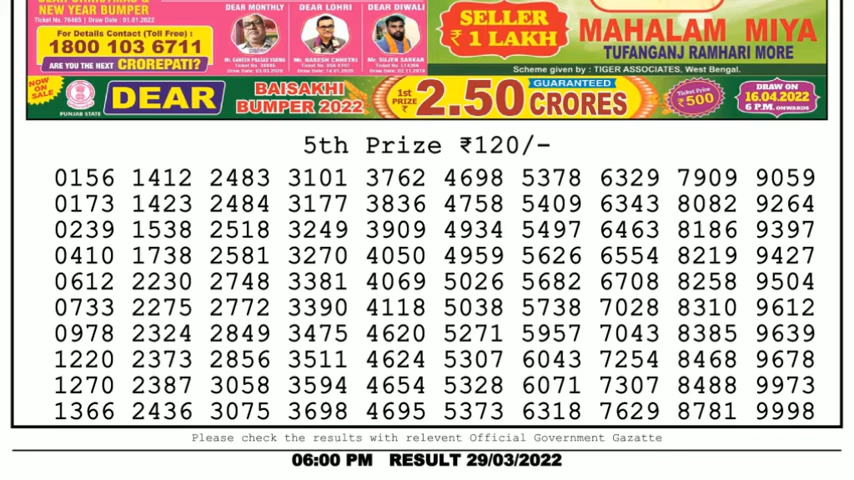 DEAR CHRISTMAS &
NEW YEAR BUMPER
Ticket No. 76465 | Draw Date : 01.01.2022
For Details Contact (Toll Free) :
1800 103 6711
ARE YOU THE NEXT CROREPATI?
DEAR MONTHLY
DEAR LOHRI
DEAR DIWALI
Mr. NARESH CHHETRI
Mr. SUJEN SARKAR
SELLER
₹ 1 LAKH
MAHALAM MIYA
TUFANGANJ RAMHARI MORE
Scheme given by : TIGER ASSOCIATES, West Bengal.
NOW ON SALE
PUNJAB STATE
DEAR
BAISAKHI
BUMPER 2022
1st PRIZE ₹
2.50
GUARANTEED
CRORES
Ticket Price
₹500
DRAW ON
16.04.2022
6 P.M. ONWARDS
5th Prize ₹120/-
0156 1412 2483 3101 3762 4698 5378 6329 7909 9059
0173 1423 2484 3177 3836 4758 5409 6343 8082 9264
0239 1538 2518 3249 3909 4934 5497 6463 8186 9397
0410 1738 2581 3270 4050 4959 5626 6554 8219 9427
0612 2230 2748 3381 4069 5026 5682 6708 8258 9504
0733 2275 2772 3390 4118 5038 5738 7028 8310 9612
0978 2324 2849 3475 4620 5271 5957 7043 8385 9639
1220 2373 2856 3511 4624 5307 6043 7254 8468 9678
1270 2387 3058 3594 4654 5328 6071 7307 8488 9973
1366 2436 3075 3698 4695 5373 6318 7629 8781 9998
Please check the results with relevent Official Government Gazatte
06:00 PM RESULT 29/03/2022